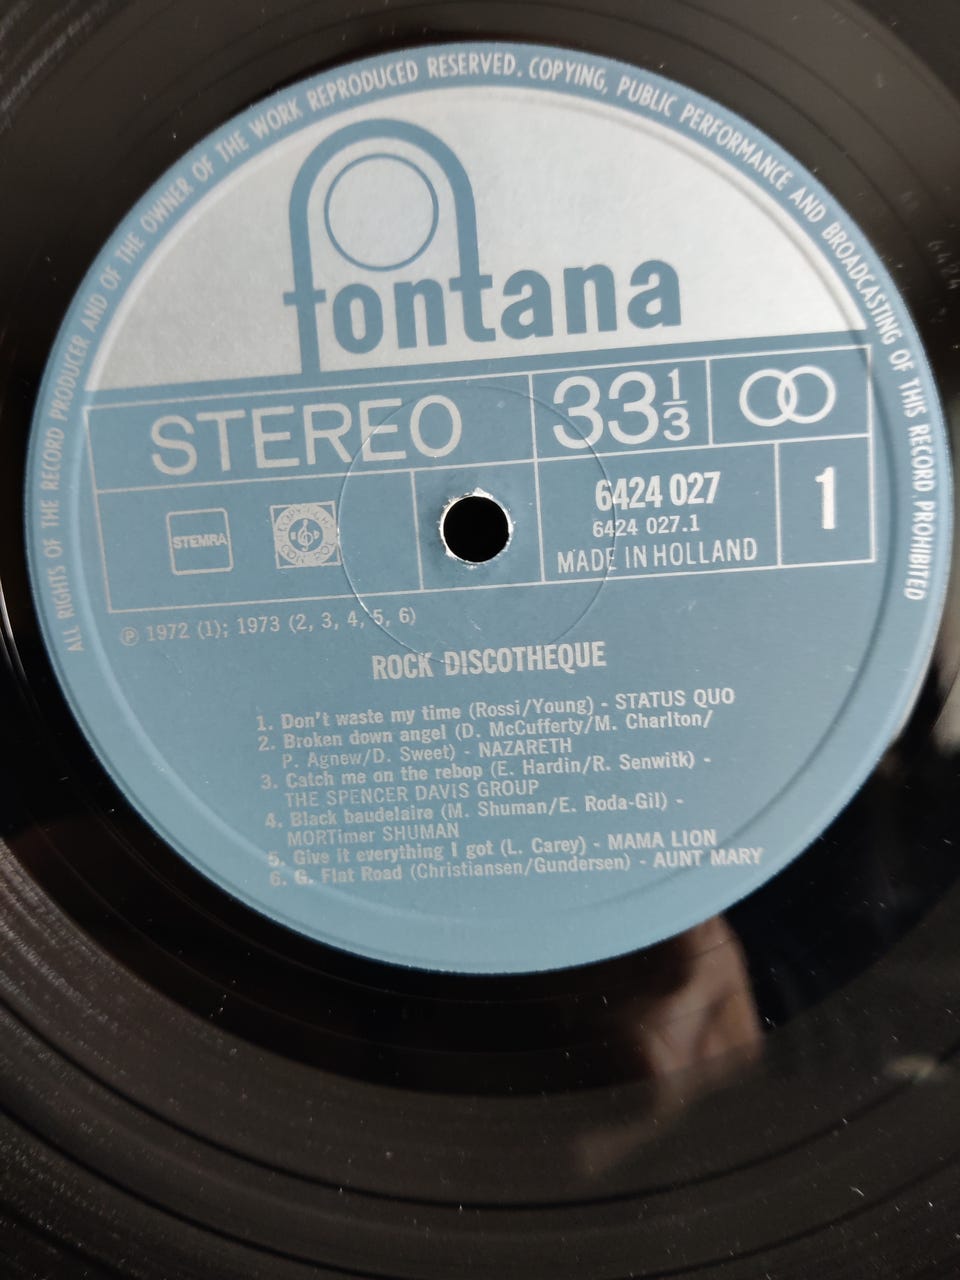 ALL RIGHTS OF THE RECORD PRODUCER AND OF THE OWNER OF THE WORK REPRODUCED RESERVED. COPYING, PUBLIC PERFORMANCE AND BROADCASTING OF THIS RECORD PROHIBITED
fontana
STEREO
33 1/3
STEMRA
6424 027
6424 027.1
MADE IN HOLLAND
1
℗ 1972 (1); 1973 (2, 3, 4, 5, 6)
ROCK DISCOTHEQUE
1. Don't waste my time (Rossi/Young) - STATUS QUO
2. Broken down angel (D. McCufferty/M. Charlton/
P. Agnew/D. Sweet) - NAZARETH
3. Catch me on the rebop (E. Hardin/R. Senwitk) -
THE SPENCER DAVIS GROUP
4. Black baudelaire (M. Shuman/E. Roda-Gil) -
MORTimer SHUMAN
5. Give it everything I got (L. Carey) - MAMA LION
6. G. Flat Road (Christiansen/Gundersen) - AUNT MARY